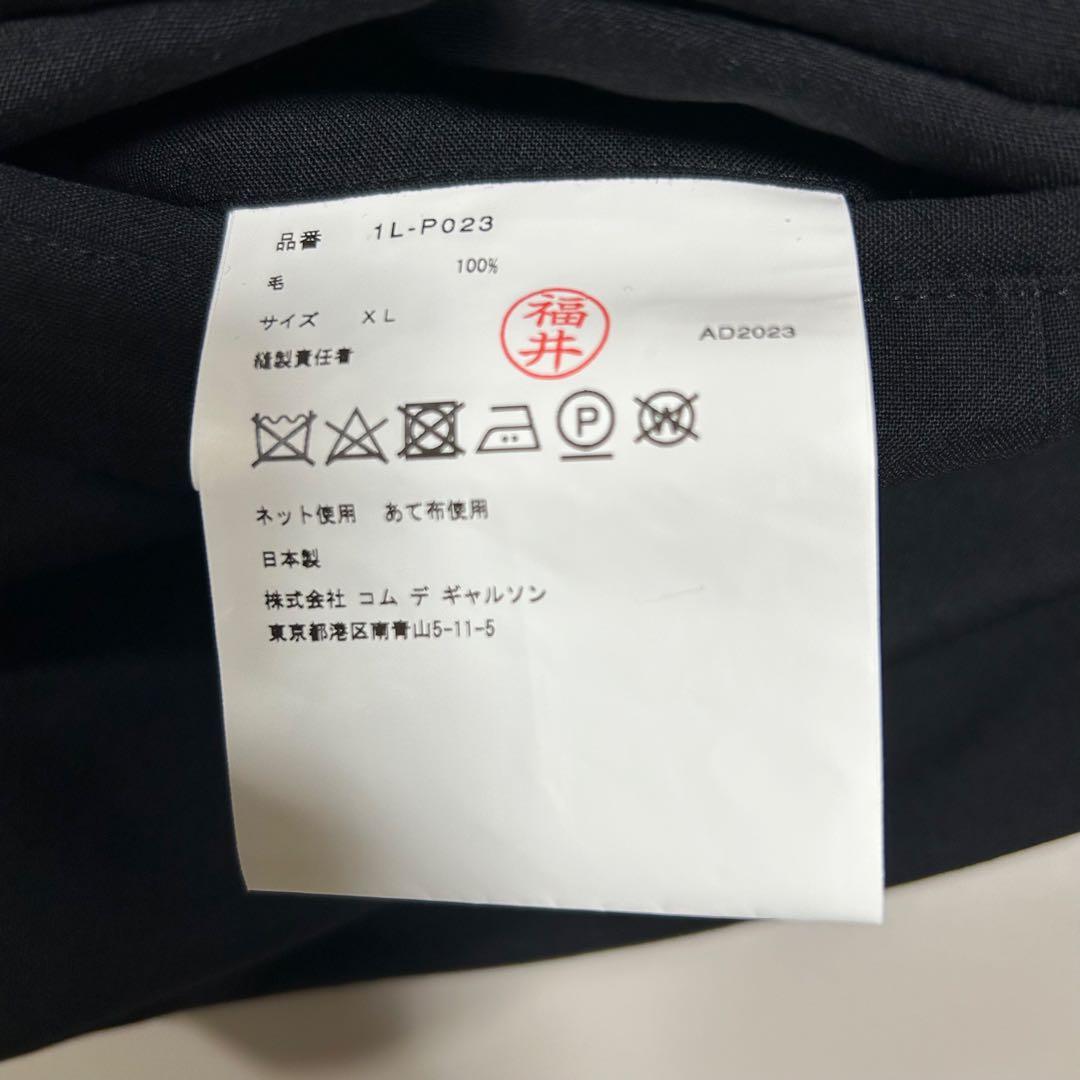 品番 1L-P023
毛 100%
サイズ XL
縫製責任者 福井 AD2023
P W
ネット使用 あて布使用
日本製
株式会社 コム デ ギャルソン
東京都港区南青山5-11-5